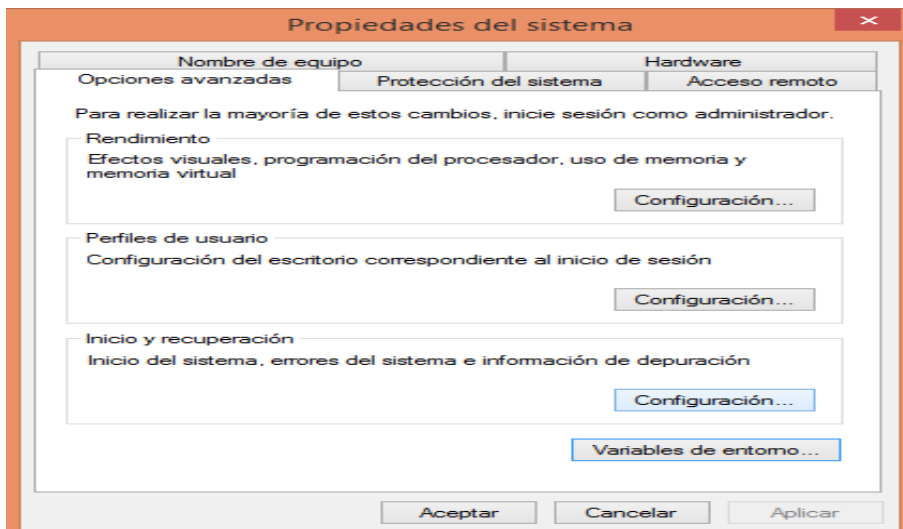 Propiedades del sistema
Nombre de equipo
Hardware
Opciones avanzadas
Protección del sistema
Acceso remoto
Para realizar la mayoría de estos cambios, inicie sesión como administrador.
Rendimiento
Efectos visuales, programación del procesador, uso de memoria y
memoria virtual
Configuración...
Perfiles de usuario
Configuración del escritorio correspondiente al inicio de sesión
Configuración...
Inicio y recuperación
Inicio del sistema, errores del sistema e información de depuración
Configuración...
Variables de entorno...
Aceptar
Cancelar
Aplicar